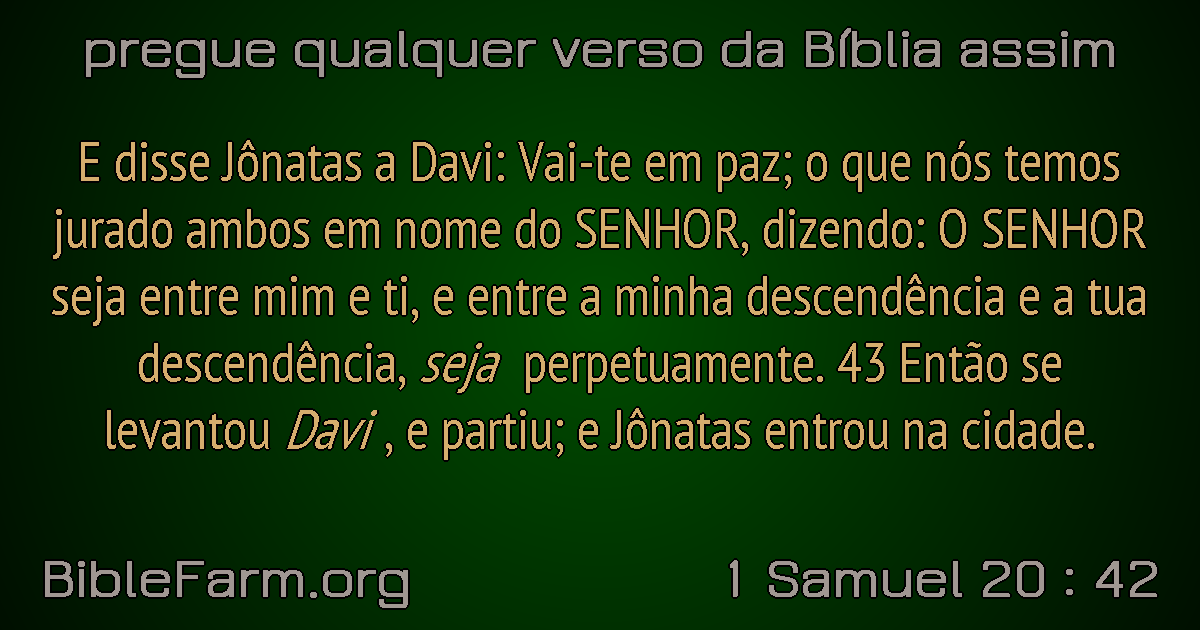 pregue qualquer verso da Bíblia assim
E disse Jônatas a Davi: Vai-te em paz; o que nós temos
jurado ambos em nome do SENHOR, dizendo: O SENHOR
seja entre mim e ti, e entre a minha descendência e a tua
descendência, seja perpetuamente. 43 Então se
levantou Davi , e partiu; e Jônatas entrou na cidade.
BibleFarm.org
1 Samuel 20 : 42